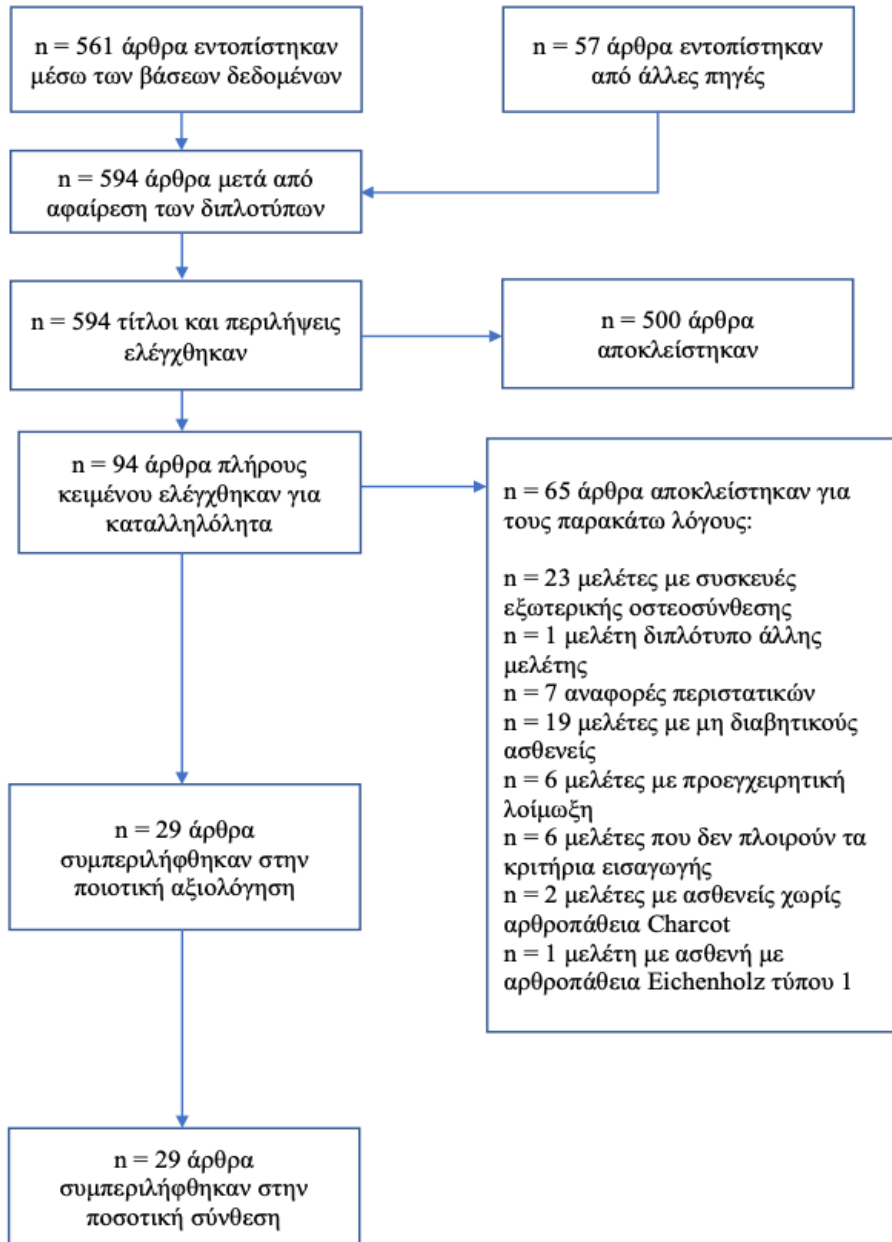 n = 561 άρθρα εντοπίστηκαν
μέσω των βάσεων δεδομένων
n = 57 άρθρα εντοπίστηκαν
από άλλες πηγές
n = 594 άρθρα μετά από
αφαίρεση των διπλοτύπων
n = 594 τίτλοι και περιλήψεις
ελέγχθηκαν
n = 500 άρθρα
αποκλείστηκαν
n = 94 άρθρα πλήρους
κειμένου ελέγχθηκαν για
καταλληλόλητα
n = 65 άρθρα αποκλείστηκαν για
τους παρακάτω λόγους:
n = 23 μελέτες με συσκευές
εξωτερικής οστεοσύνθεσης
n = 1 μελέτη διπλότυπο άλλης
μελέτης
n = 7 αναφορές περιστατικών
n = 19 μελέτες με μη διαβητικούς
ασθενείς
n = 6 μελέτες με προεγχειρητική
λοίμωξη
n = 6 μελέτες που δεν πλοιρούν τα
κριτήρια εισαγωγής
n = 2 μελέτες με ασθενείς χωρίς
αρθροπάθεια Charcot
n = 1 μελέτη με ασθενή με
αρθροπάθεια Eichenholz τύπου 1
n = 29 άρθρα
συμπεριλήφθηκαν στην
ποιοτική αξιολόγηση
n = 29 άρθρα
συμπεριλήφθηκαν στην
ποσοτική σύνθεση